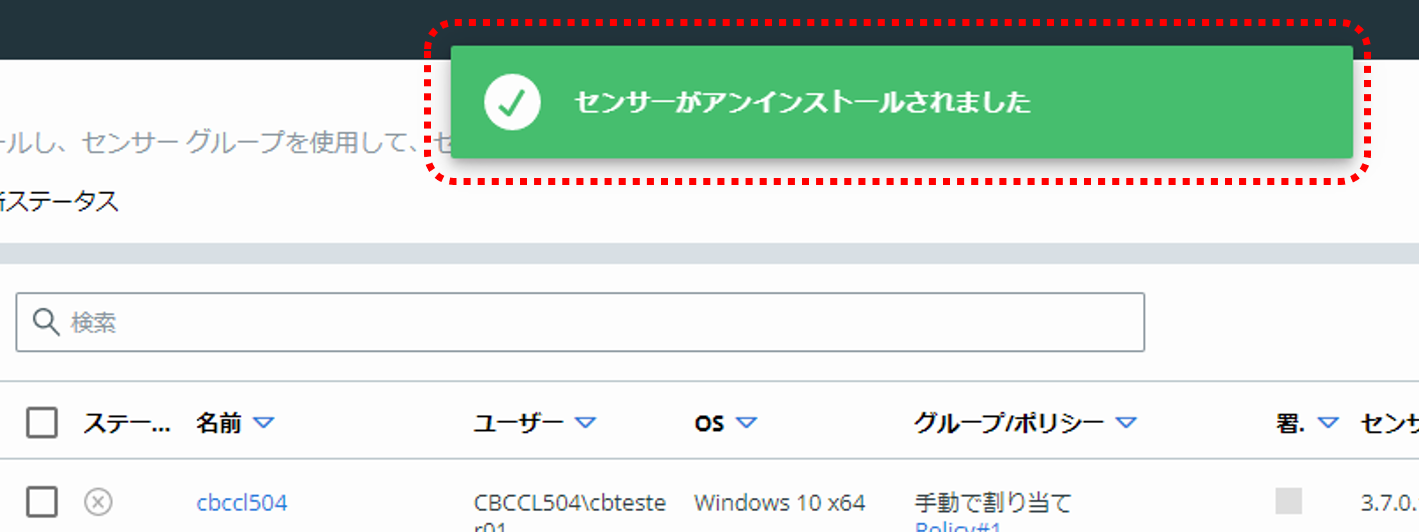 センサーがアンインストールされました
ールし、センサー グループを使用して、セ
新ステータス
検索
ステー... 名前 ユーザー OS グループ/ポリシー 署. センサ
cbccl504 CBCCL504\cbteste Windows 10 x64 手動で割り当て 3.7.0.
r01 Policy#1